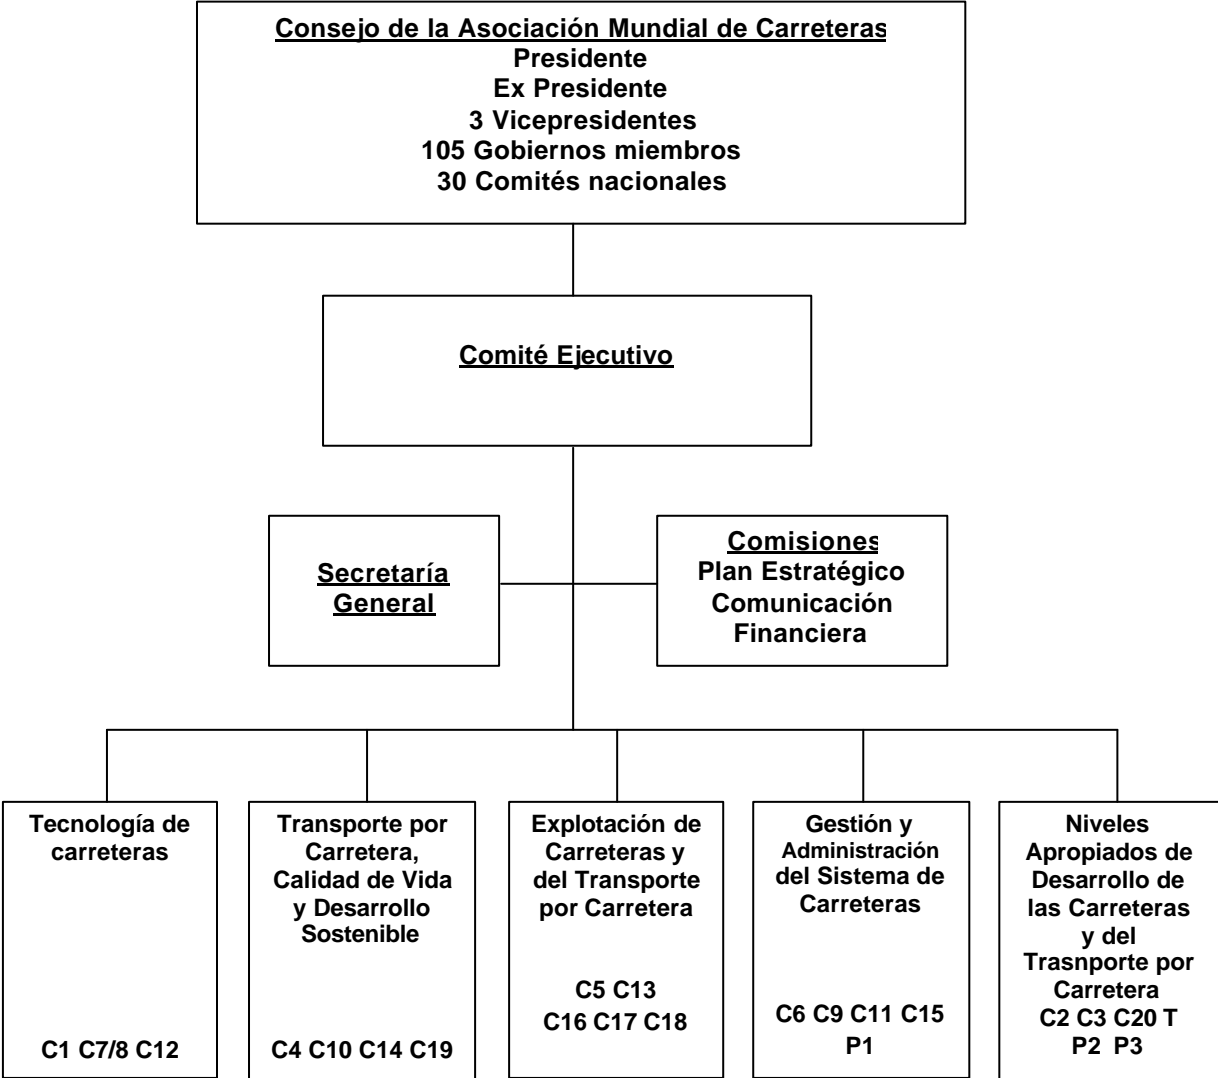 Consejo de la Asociación Mundial de Carreteras
Presidente
Ex Presidente
3 Vicepresidentes
105 Gobiernos miembros
30 Comités nacionales
Comité Ejecutivo
Secretaría
General
Comisiones
Plan Estratégico
Comunicación
Financiera
Tecnología de
carreteras
C1 C7/8 C12
Transporte por
Carretera,
Calidad de Vida
y Desarrollo
Sostenible
C4 C10 C14 C19
Explotación de
Carreteras y
del Transporte
por Carretera
C5 C13
C16 C17 C18
Gestión y
Administración
del Sistema de
Carreteras
C6 C9 C11 C15
P1
Niveles
Apropiados de
Desarrollo de
las Carreteras
y del
Trasnporte por
Carretera
C2 C3 C20 T
P2 P3